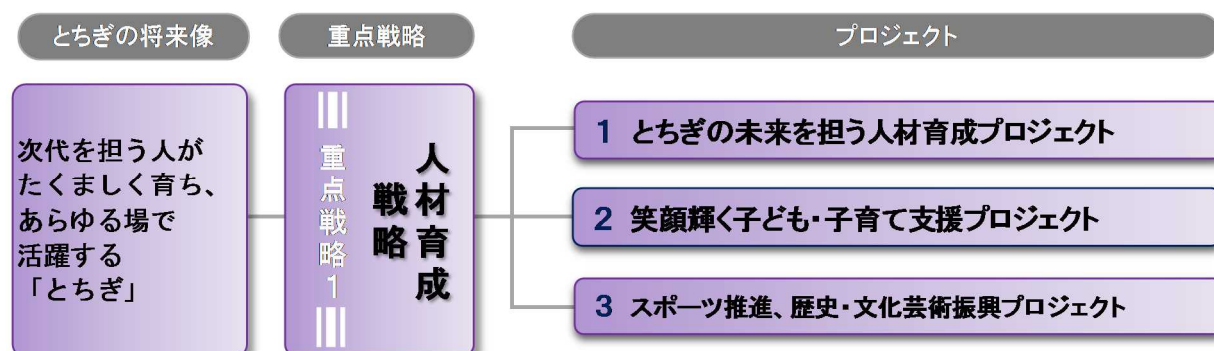 とちぎの将来像
重点戦略
プロジェクト
次代を担う人が
たくましく育ち、
あらゆる場で
活躍する
「とちぎ」
重点戦略1
人材育成
戦略
1 とちぎの未来を担う人材育成プロジェクト
2 笑顔輝く子ども・子育て支援プロジェクト
3 スポーツ推進、歴史・文化芸術振興プロジェクト